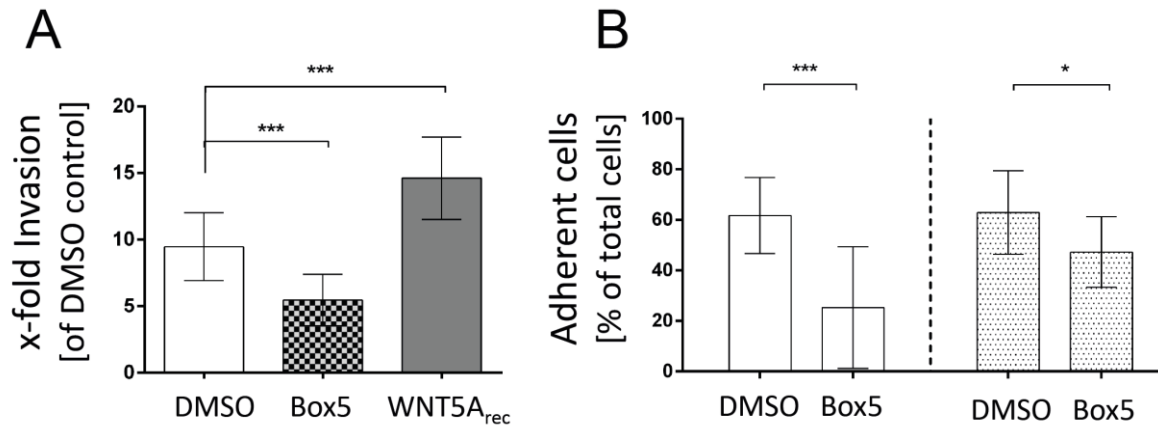 A
x-fold Invasion
[of DMSO control]
20
15
10
5
0
***
***
DMSO Box5 WNT5Arec
B
Adherent cells
[% of total cells]
100
80
60
40
20
0
***
*
DMSO Box5 DMSO Box5